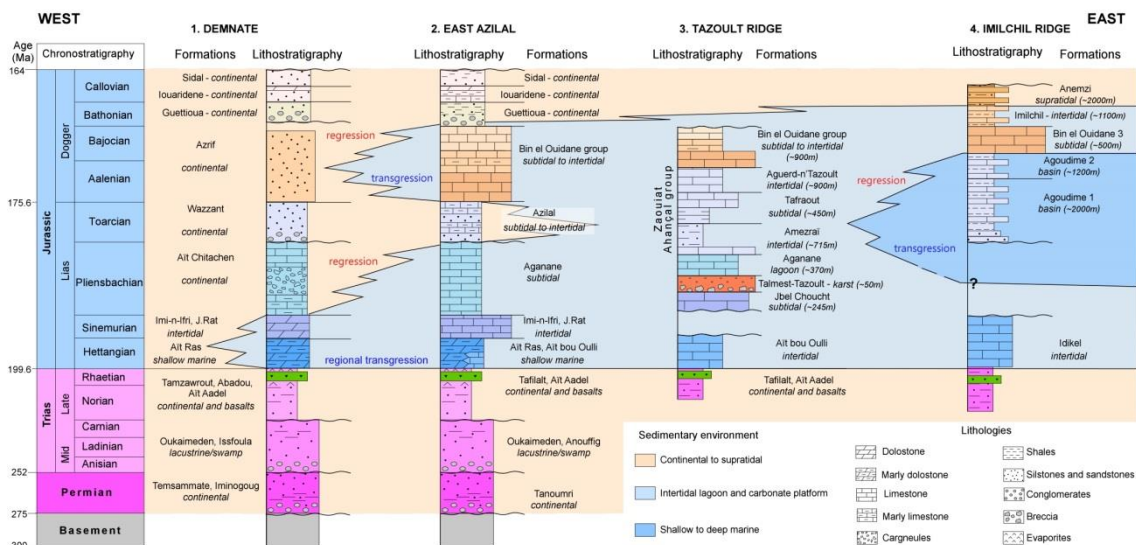 WEST
EAST
1. DEMNATE
2. EAST AZILAL
3. TAZOULT RIDGE
4. IMILCHIL RIDGE
Age
(Ma)
Chronostratigraphy
Formations
Lithostratigraphy
Lithostratigraphy
Formations
Lithostratigraphy
Formations
Lithostratigraphy
Formations
164
175.6
199.6
252
275
300
Jurassic
Dogger
Lias
Trias
Late
Mid
Callovian
Bathonian
Bajocian
Aalenian
Toarcian
Pliensbachian
Sinemurian
Hettangian
Rhaetian
Norian
Carnian
Ladinian
Anisian
Permian
Basement
Sidal - continental
Iouaridene - continental
Guettioua - continental
Azrif
continental
Wazzant
continental
Aït Chitachen
continental
Imi-n-Ifri, J.Rat
intertidal
Aït Ras
shallow marine
Tamzawrout, Abadou,
Aït Aadel
continental and basalts
Oukaimeden, Issfoula
lacustrine/swamp
Temsammate, Iminogoug
continental
regression
transgression
regression
regional transgression
Sidal - continental
Iouaridene - continental
Guettioua - continental
Bin el Ouidane group
subtidal to intertidal
Azilal
subtidal to intertidal
Aganane
subtidal
Imi-n-Ifri, J.Rat
intertidal
Aït Ras, Aït bou Oulli
shallow marine
Tafilalt, Aït Aadel
continental and basalts
Oukaimeden, Anouffig
lacustrine/swamp
Tanoumri
continental
Zaouiat
Ahançal group
Bin el Ouidane group
subtidal to intertidal
(~900m)
Aguerd-n'Tazoult
intertidal (~900m)
Tafraout
subtidal (~450m)
Amezraï
intertidal (~715m)
Aganane
lagoon (~370m)
Talmest-Tazoult - karst (~50m)
Jbel Choucht
subtidal (~245m)
Aït bou Oulli
intertidal
Tafilalt, Aït Aadel
continental and basalts
regression
transgression
?
Anemzi
supratidal (~2000m)
Imilchil - intertidal (~1100m)
Bin el Ouidane 3
subtidal (~500m)
Agoudime 2
basin (~1200m)
Agoudime 1
basin (~2000m)
Idikel
intertidal
Sedimentary environment
Continental to supratidal
Intertidal lagoon and carbonate platform
Shallow to deep marine
Lithologies
Dolostone
Marly dolostone
Limestone
Marly limestone
Cargneules
Shales
Silstones and sandstones
Conglomerates
Breccia
Evaporites